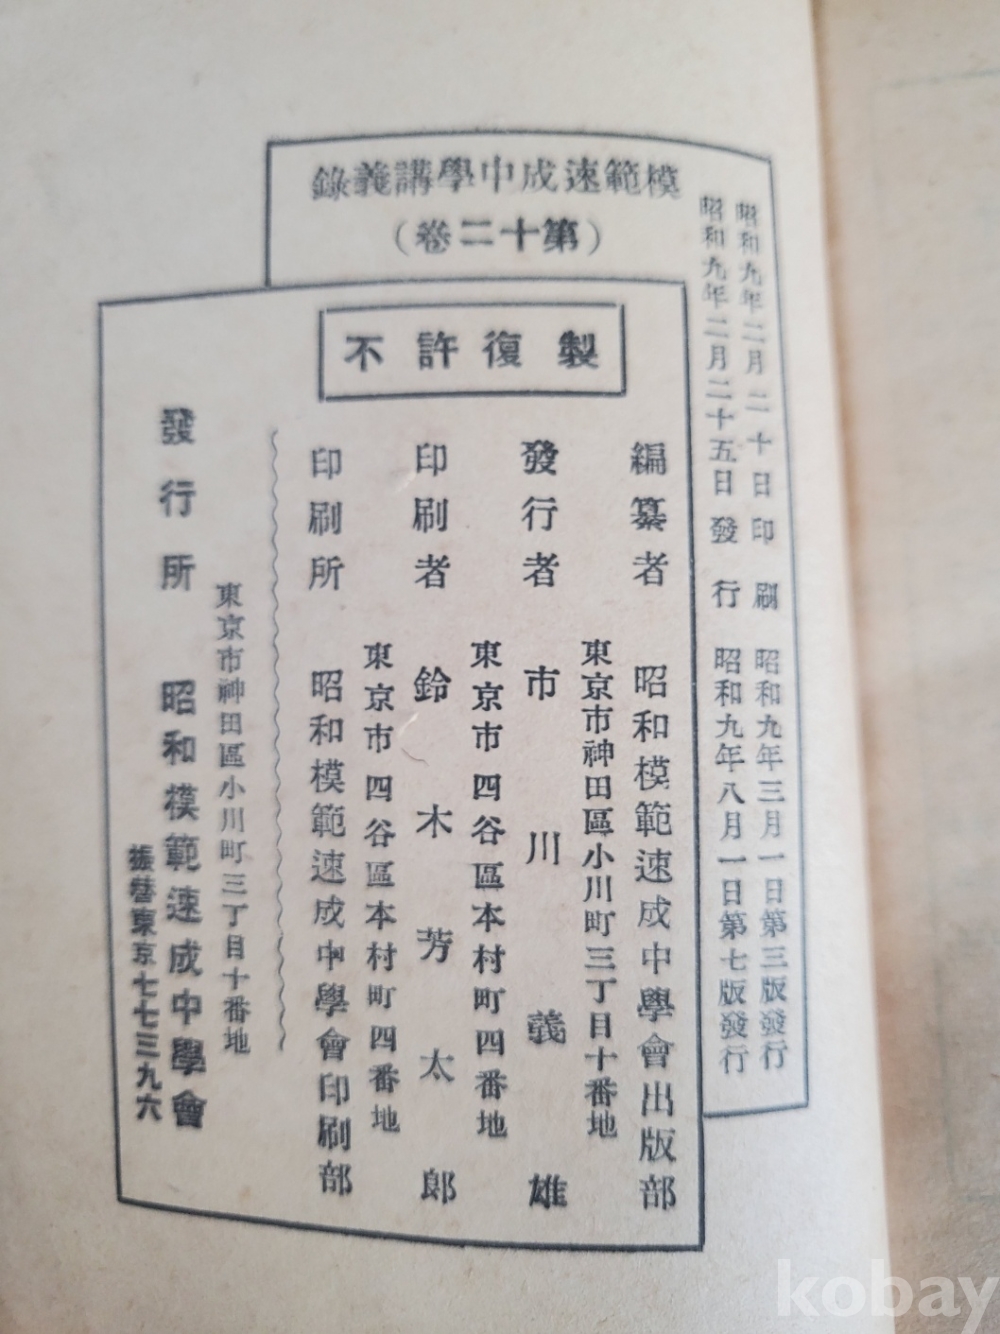 昭和九年二月二十日印刷　昭和九年三月一日第三版發行
昭和九年二月二十五日發行　昭和九年八月一日第七版發行
模範速成中學講義錄
(第十二卷)
不許復製
編纂者　昭和模範速成中學會出版部
東京市神田區小川町三丁目十番地
發行者　市川義雄
東京市四谷區本村町四番地
印刷者　鈴木芳太郎
東京市四谷區本村町四番地
印刷所　昭和模範速成中學會印刷部
東京市神田區小川町三丁目十番地
發行所　昭和模範速成中學會
振替東京七七三九六
kobay